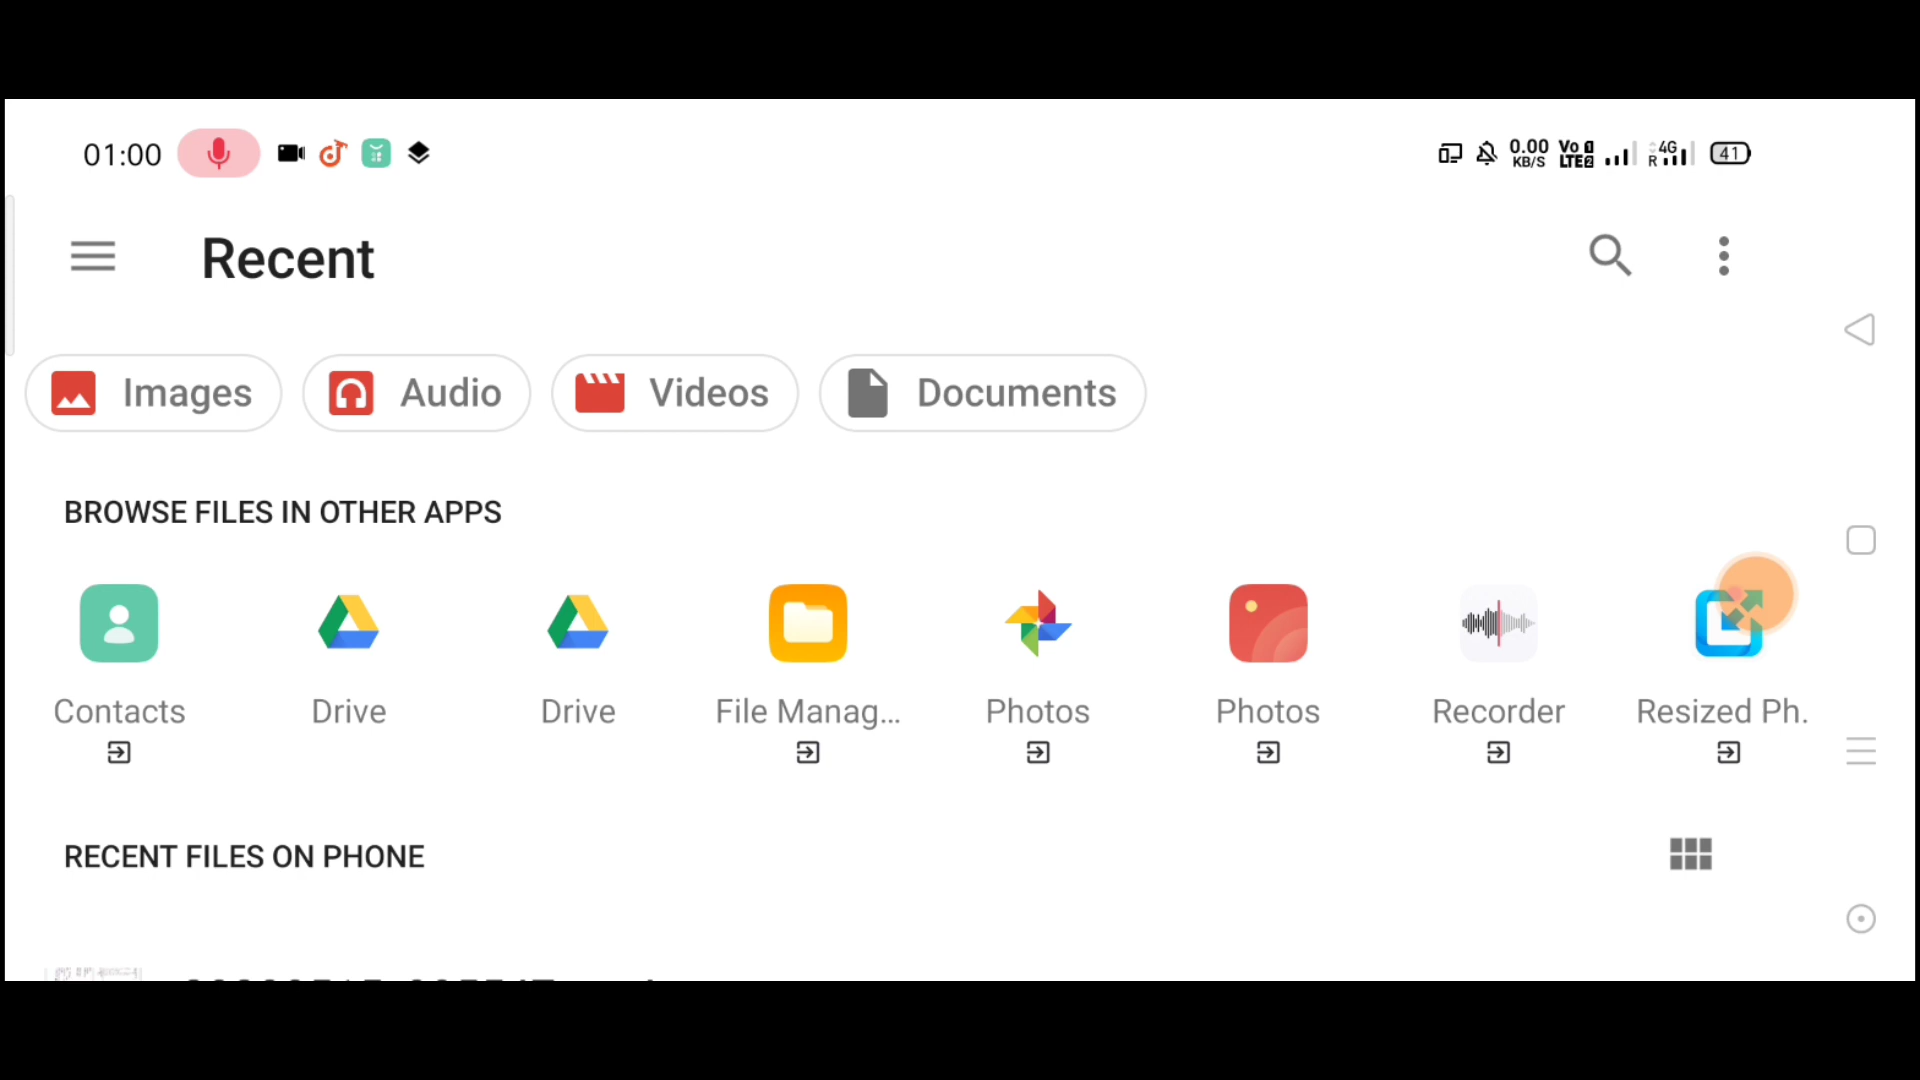 01:00 0.00 KB/S Vo LTE2 R 4G 41
Recent
Images Audio Videos Documents
BROWSE FILES IN OTHER APPS
Contacts Drive Drive File Manag... Photos Photos Recorder Resized Ph.
RECENT FILES ON PHONE